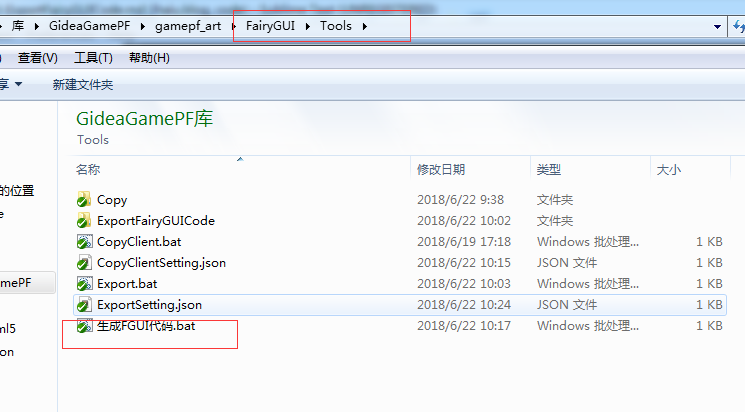 库 GideaGamePF gamepf_art FairyGUI Tools
查看(V) 工具(T) 帮助(H)
享 新建文件夹
GideaGamePF库
Tools
名称 修改日期 类型 大小
Copy 2018/6/22 9:38 文件夹
的位置
ExportFairyGUICode 2018/6/22 10:02 文件夹
e
CopyClient.bat 2018/6/19 17:18 Windows 批处理... 1 KB
CopyClientSetting.json 2018/6/22 10:15 JSON 文件 1 KB
amePF
Export.bat 2018/6/22 10:03 Windows 批处理... 1 KB
ExportSetting.json 2018/6/22 10:24 JSON 文件 1 KB
ml5
生成FGUI代码.bat 2018/6/22 10:17 Windows 批处理... 1 KB
on